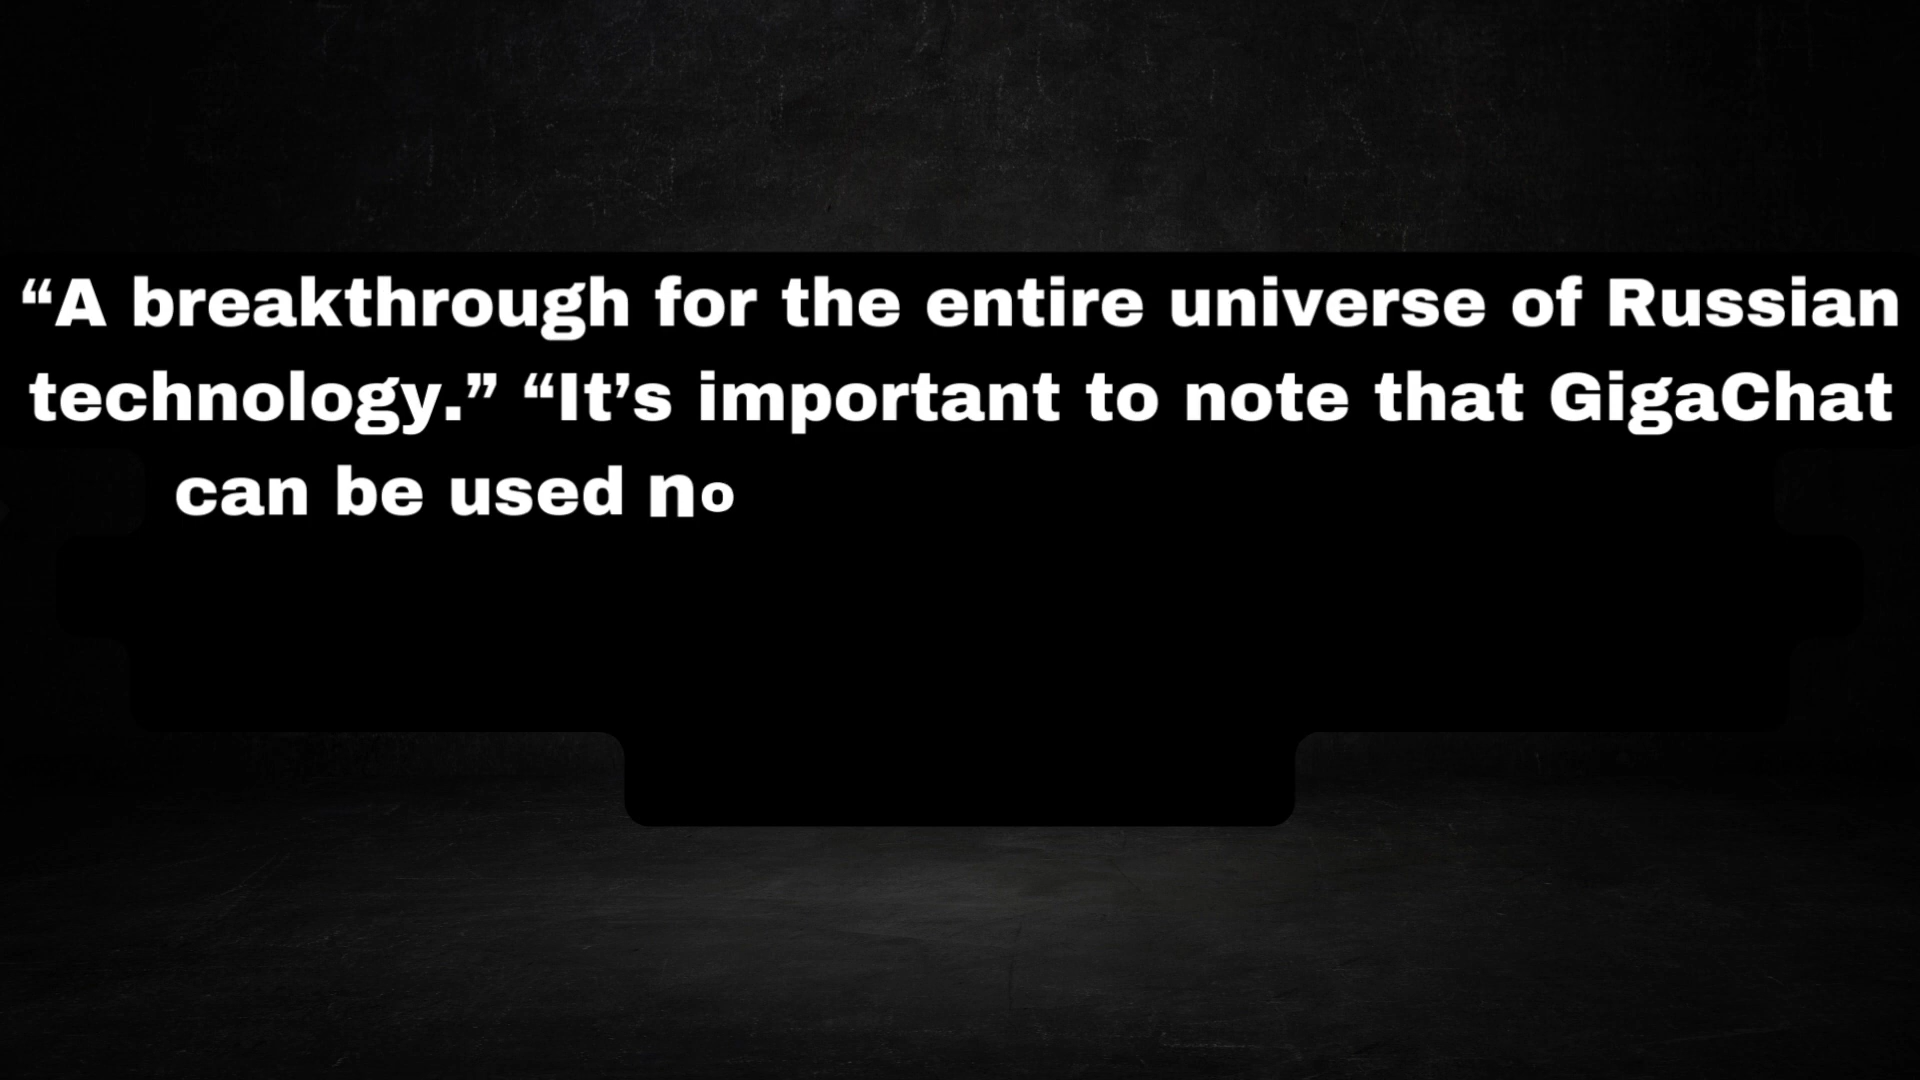 “A breakthrough for the entire universe of Russian
technology.” “It’s important to note that GigaChat
can be used no